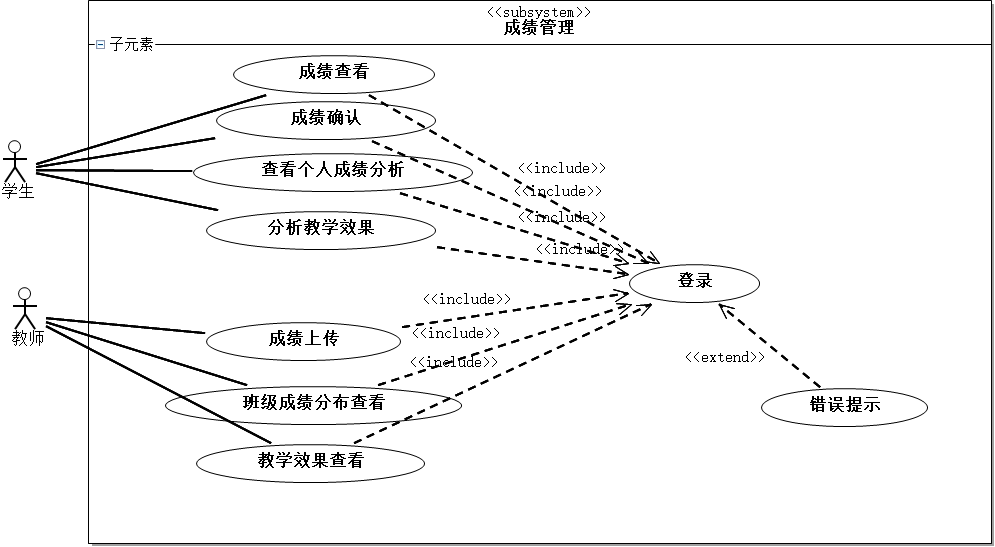 <<subsystem>>
成绩管理
子元素
成绩查看
成绩确认
查看个人成绩分析
分析教学效果
学生
<<include>>
<<include>>
<<include>>
<<include>>
登录
教师
<<include>>
<<include>>
<<include>>
成绩上传
班级成绩分布查看
教学效果查看
<<extend>>
错误提示